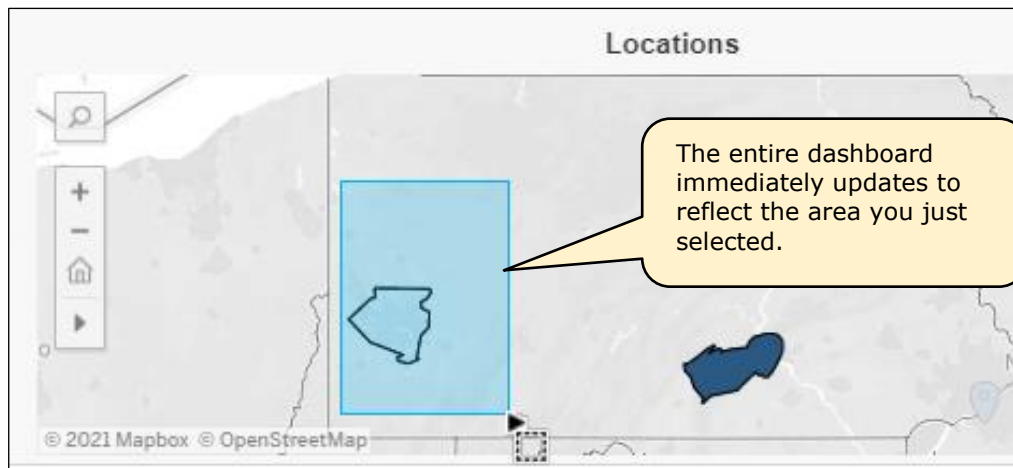 Locations
The entire dashboard
immediately updates to
reflect the area you just
selected.
© 2021 Mapbox © OpenStreetMap